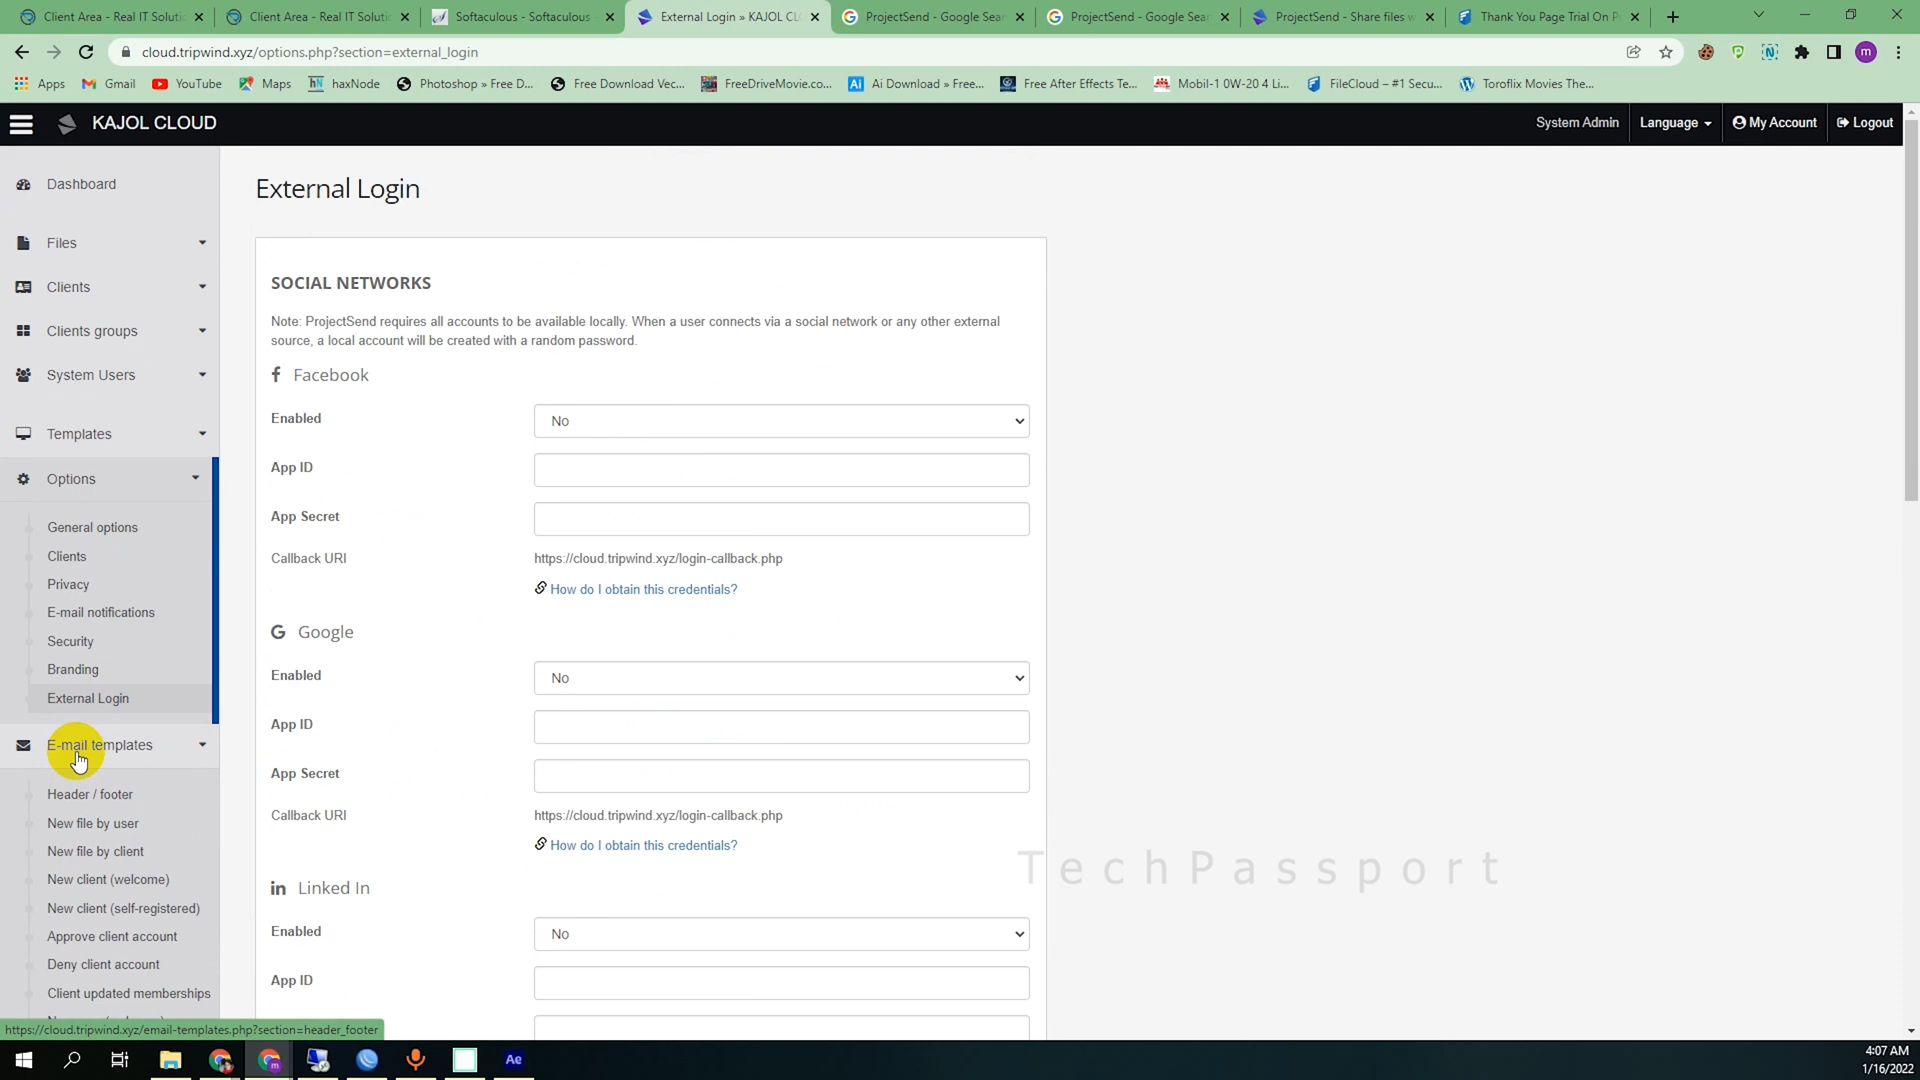 Client Area - Real IT Soluti
Client Area - Real IT Soluti
Softaculous - Softaculous -
External Login » KAJOL CL
ProjectSend - Google Sear
ProjectSend - Google Sear
ProjectSend - Share files w
Thank You Page Trial On P
cloud.tripwind.xyz/options.php?section=external_login
m
Apps
Gmail
YouTube
Maps
haxNode
Photoshop » Free D...
Free Download Vec...
FreeDriveMovie.co...
Ai Download » Free...
Free After Effects Te...
Mobil-1 0W-20 4 Li...
FileCloud – #1 Secu...
Toroflix Movies The...
KAJOL CLOUD
System Admin
Language
My Account
Logout
Dashboard
Files
Clients
Clients groups
System Users
Templates
Options
General options
Clients
Privacy
E-mail notifications
Security
Branding
External Login
E-mail templates
Header / footer
New file by user
New file by client
New client (welcome)
New client (self-registered)
Approve client account
Deny client account
Client updated memberships
https://cloud.tripwind.xyz/email-templates.php?section=header_footer
External Login
SOCIAL NETWORKS
Note: ProjectSend requires all accounts to be available locally. When a user connects via a social network or any other external
source, a local account will be created with a random password.
Facebook
Enabled
No
App ID
App Secret
Callback URI
https://cloud.tripwind.xyz/login-callback.php
How do I obtain this credentials?
Google
Enabled
No
App ID
App Secret
Callback URI
https://cloud.tripwind.xyz/login-callback.php
How do I obtain this credentials?
Linked In
Enabled
No
App ID
TechPassport
Ae
4:07 AM
1/16/2022